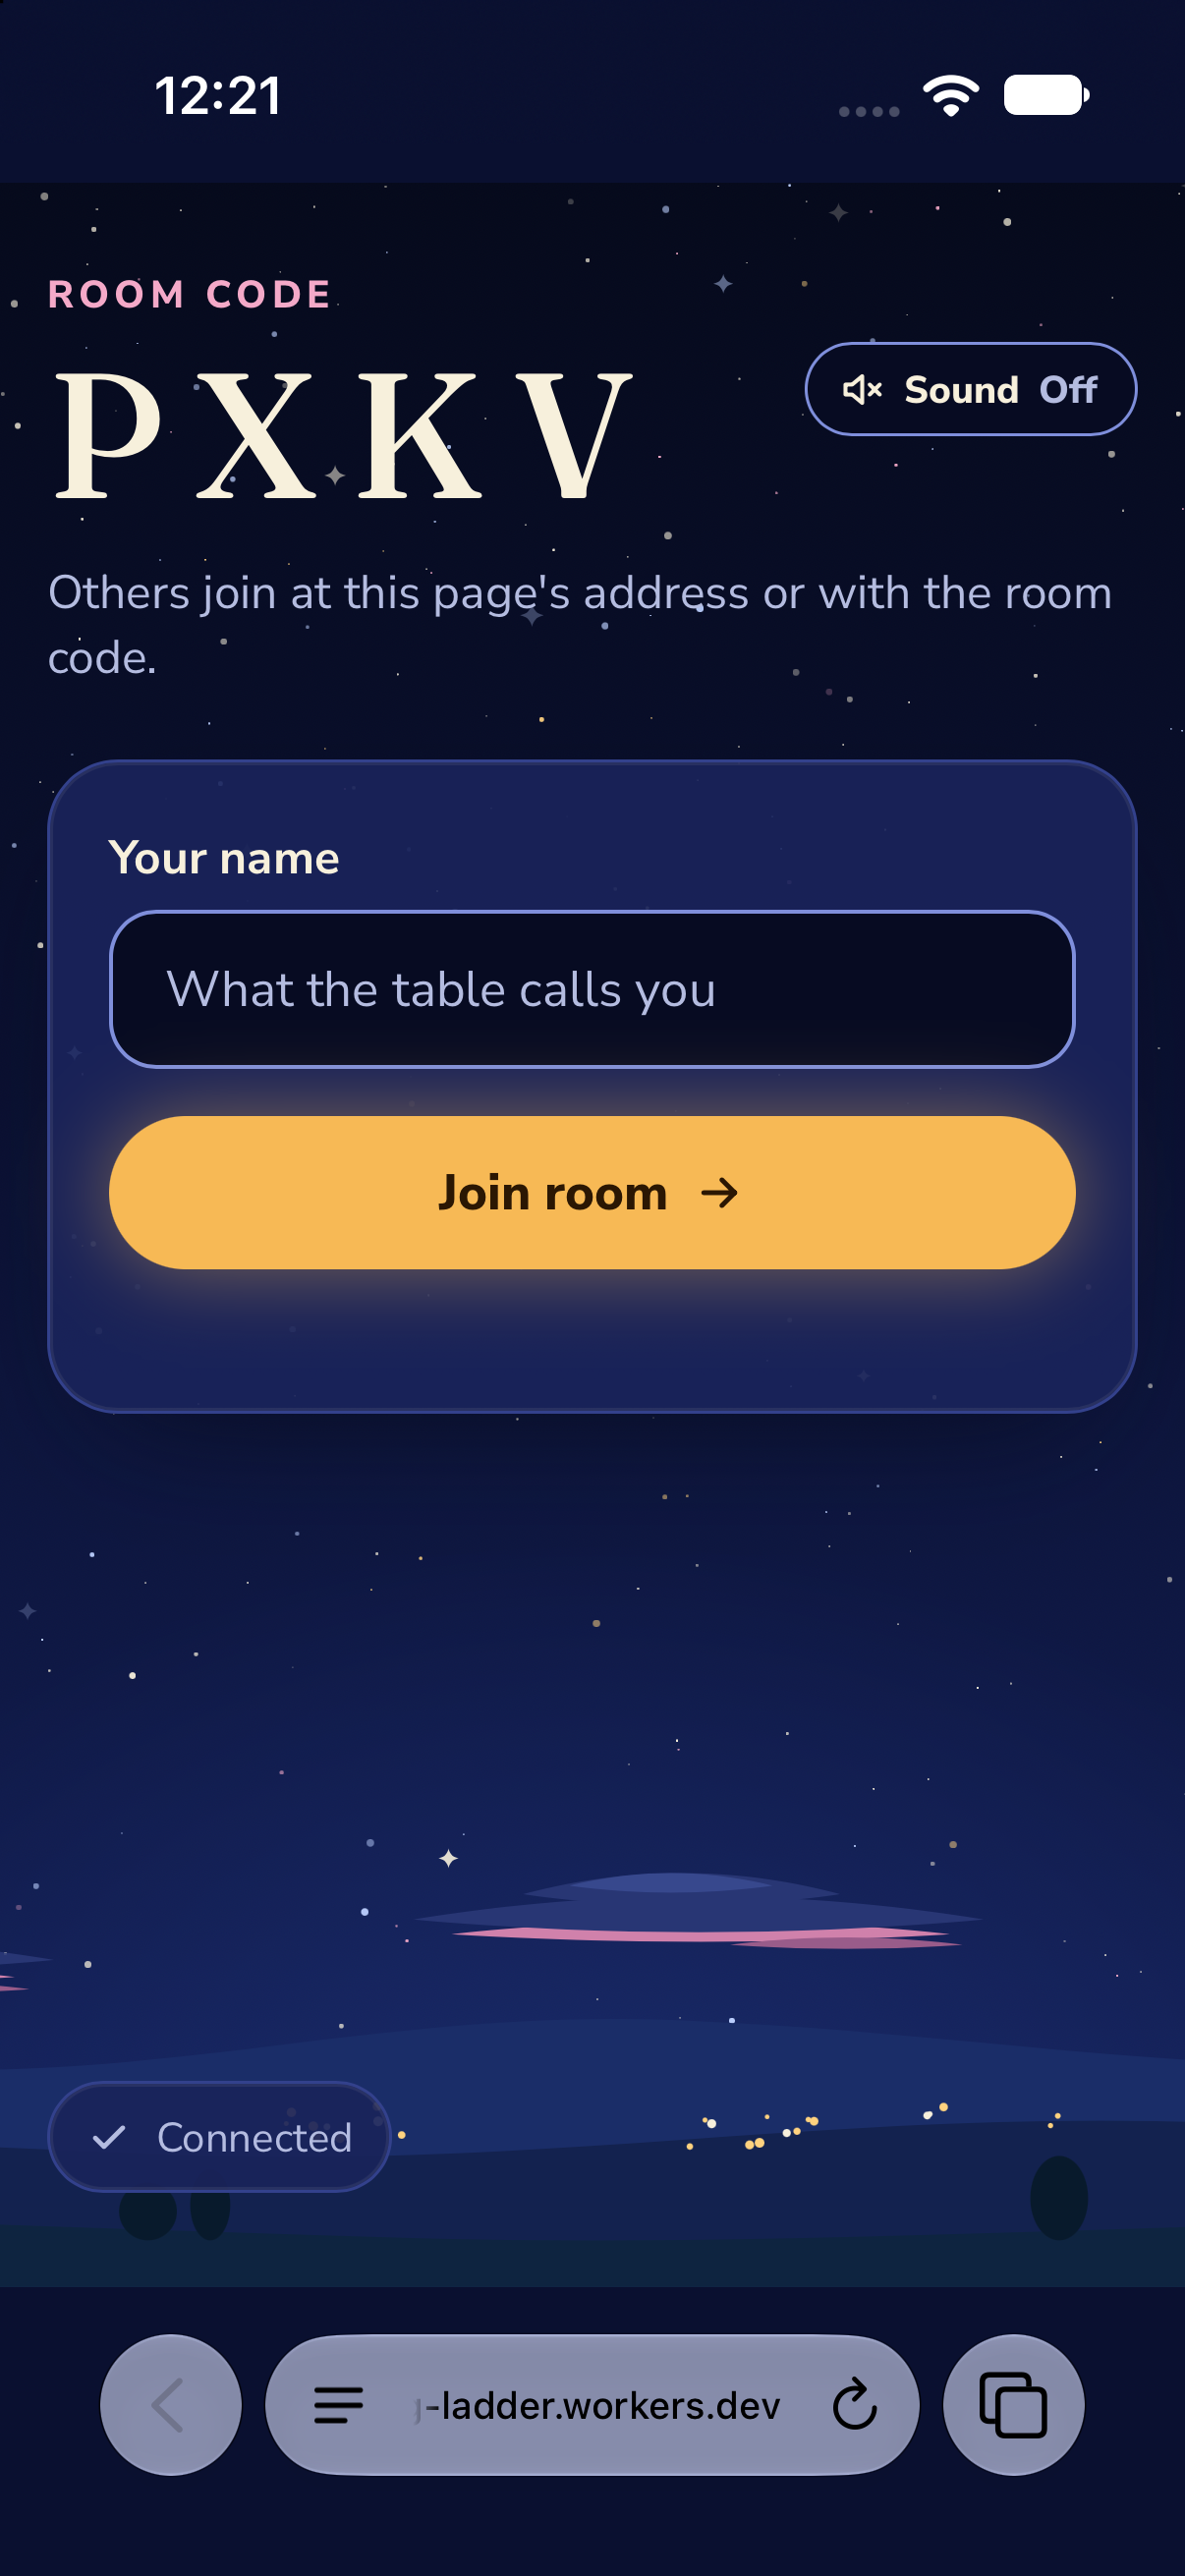 12:21
ROOM CODE
PXKV
Sound Off
Others join at this page's address or with the room
code.
Your name
What the table calls you
Join room →
Connected
-ladder.workers.dev